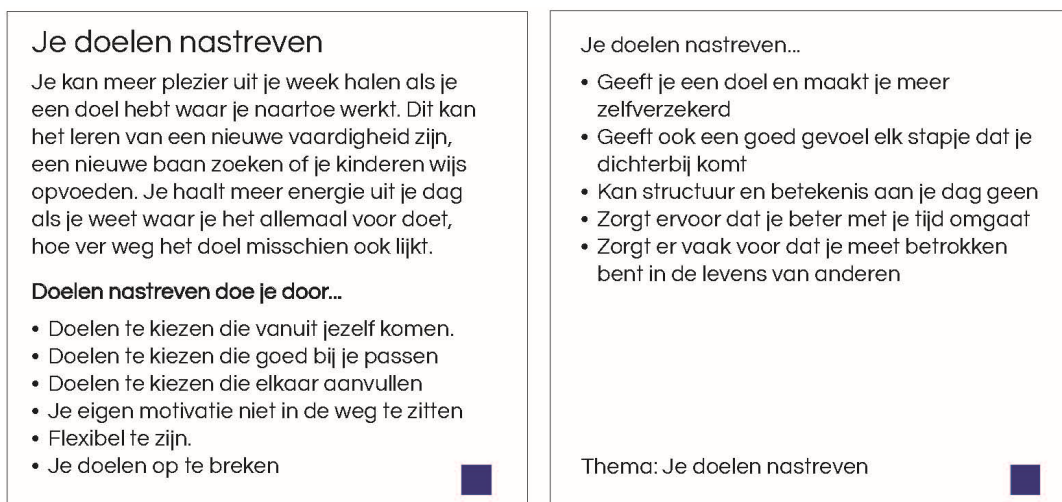 Je doelen nastreven
Je kan meer plezier uit je week halen als je
een doel hebt waar je naartoe werkt. Dit kan
het leren van een nieuwe vaardigheid zijn,
een nieuwe baan zoeken of je kinderen wijs
opvoeden. Je haalt meer energie uit je dag
als je weet waar je het allemaal voor doet,
hoe ver weg het doel misschien ook lijkt.
Doelen nastreven doe je door...
• Doelen te kiezen die vanuit jezelf komen.
• Doelen te kiezen die goed bij je passen
• Doelen te kiezen die elkaar aanvullen
• Je eigen motivatie niet in de weg te zitten
• Flexibel te zijn.
• Je doelen op te breken
Je doelen nastreven...
• Geeft je een doel en maakt je meer
zelfverzekerd
• Geeft ook een goed gevoel elk stapje dat je
dichterbij komt
• Kan structuur en betekenis aan je dag geen
• Zorgt ervoor dat je beter met je tijd omgaat
• Zorgt er vaak voor dat je meet betrokken
bent in de levens van anderen
Thema: Je doelen nastreven